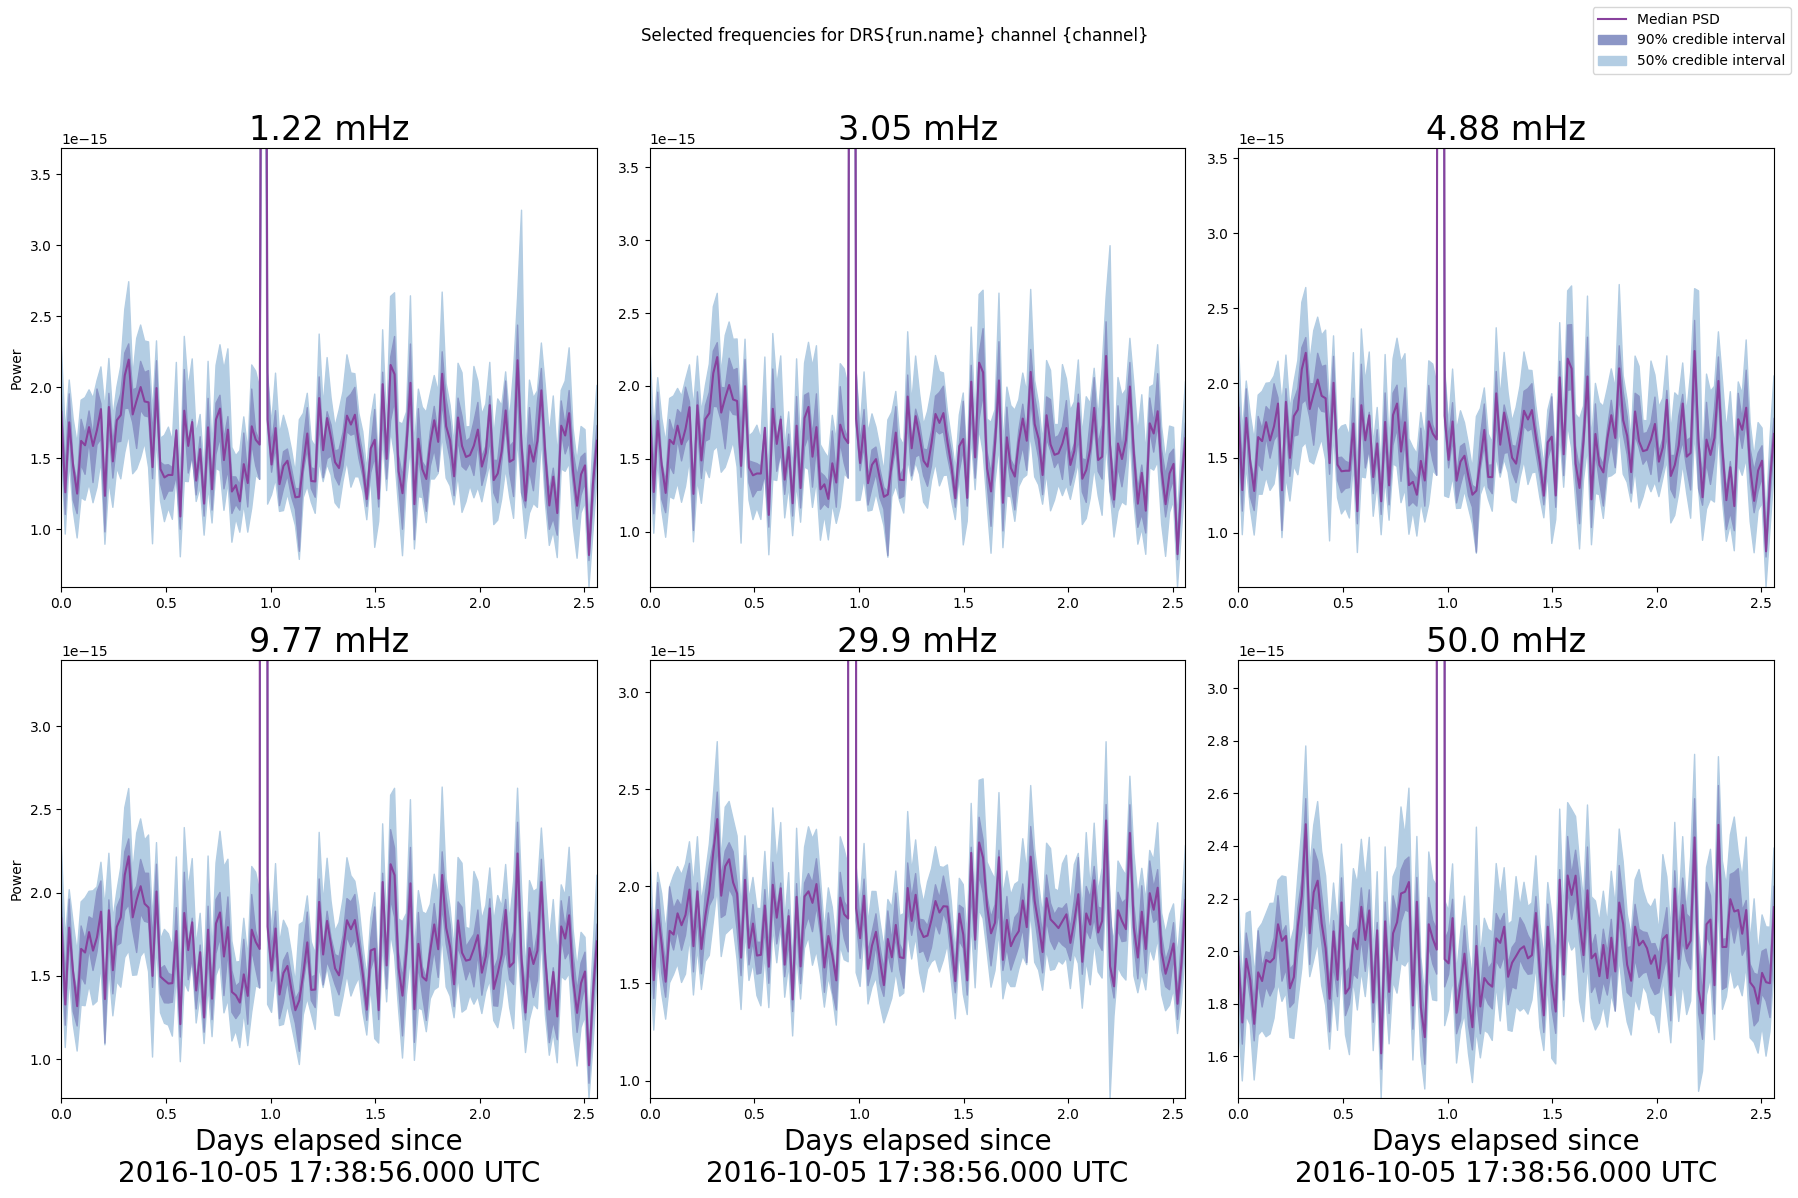 Selected frequencies for DRS{run.name} channel {channel}
Median PSD
90% credible interval
50% credible interval
1.22 mHz
1e−15
3.5
3.0
2.5
2.0
1.5
1.0
Power
0.0 0.5 1.0 1.5 2.0 2.5
3.05 mHz
1e−15
3.5
3.0
2.5
2.0
1.5
1.0
0.0 0.5 1.0 1.5 2.0 2.5
4.88 mHz
1e−15
3.5
3.0
2.5
2.0
1.5
1.0
0.0 0.5 1.0 1.5 2.0 2.5
9.77 mHz
1e−15
3.0
2.5
2.0
1.5
1.0
Power
0.0 0.5 1.0 1.5 2.0 2.5
Days elapsed since
2016-10-05 17:38:56.000 UTC
29.9 mHz
1e−15
3.0
2.5
2.0
1.5
1.0
0.0 0.5 1.0 1.5 2.0 2.5
Days elapsed since
2016-10-05 17:38:56.000 UTC
50.0 mHz
1e−15
3.0
2.8
2.6
2.4
2.2
2.0
1.8
1.6
0.0 0.5 1.0 1.5 2.0 2.5
Days elapsed since
2016-10-05 17:38:56.000 UTC